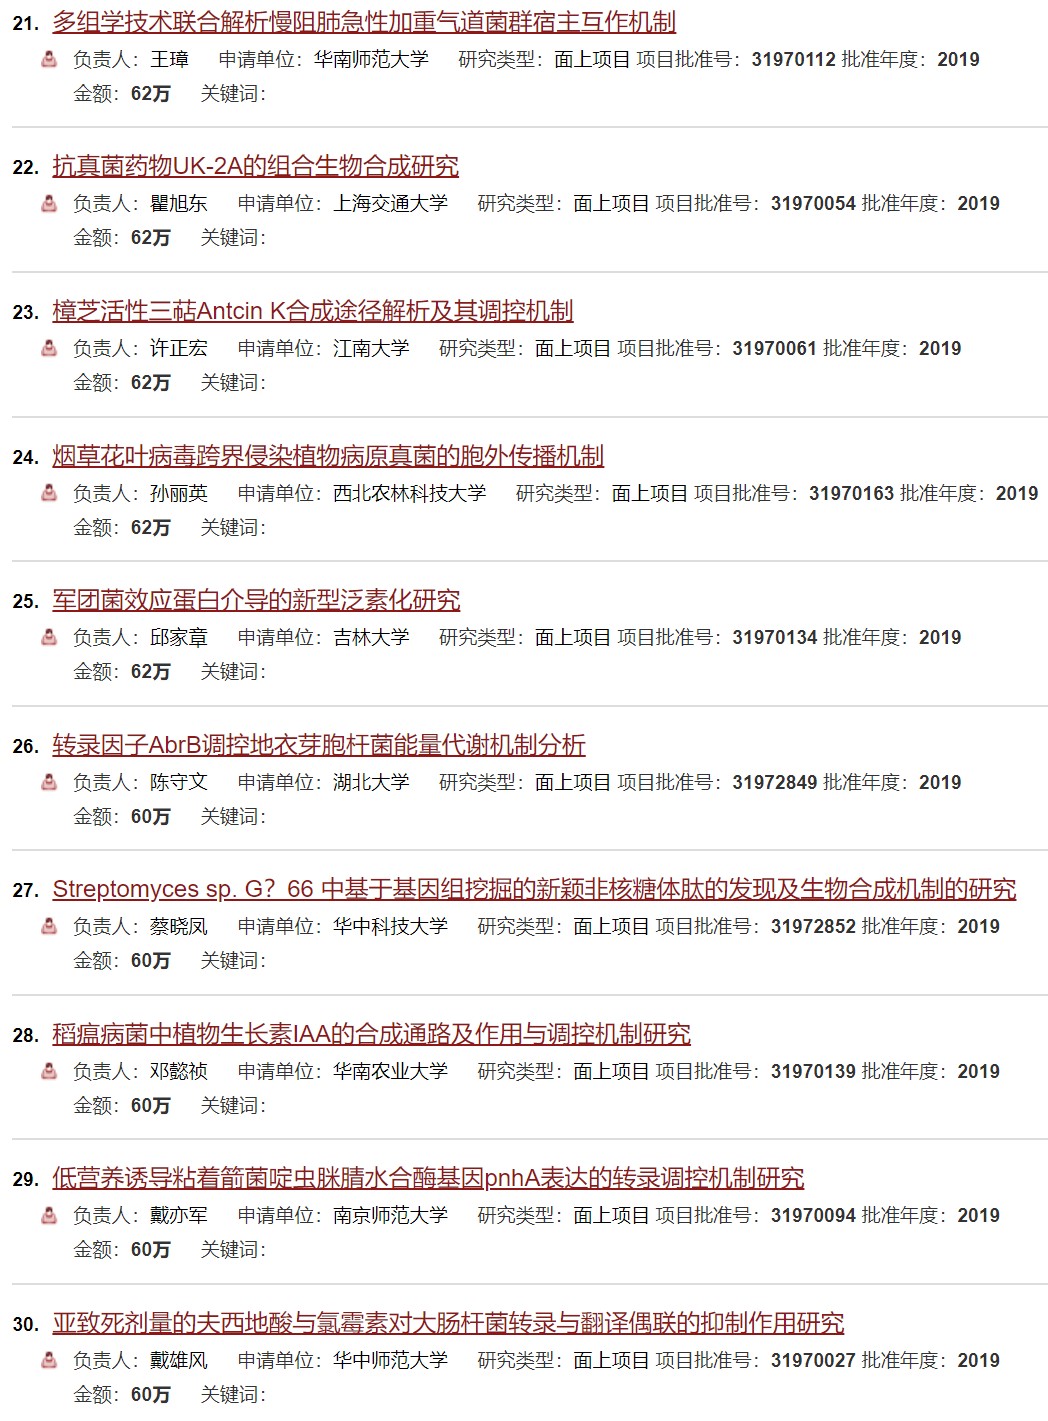 21. 多组学技术联合解析慢阻肺急性加重气道菌群宿主互作机制
负责人：王璋 申请单位：华南师范大学 研究类型：面上项目 项目批准号：31970112 批准年度：2019
金额：62万 关键词：
22. 抗真菌药物UK-2A的组合生物合成研究
负责人：瞿旭东 申请单位：上海交通大学 研究类型：面上项目 项目批准号：31970054 批准年度：2019
金额：62万 关键词：
23. 樟芝活性三萜Antcin K合成途径解析及其调控机制
负责人：许正宏 申请单位：江南大学 研究类型：面上项目 项目批准号：31970061 批准年度：2019
金额：62万 关键词：
24. 烟草花叶病毒跨界侵染植物病原真菌的胞外传播机制
负责人：孙丽英 申请单位：西北农林科技大学 研究类型：面上项目 项目批准号：31970163 批准年度：2019
金额：62万 关键词：
25. 军团菌效应蛋白介导的新型泛素化研究
负责人：邱家章 申请单位：吉林大学 研究类型：面上项目 项目批准号：31970134 批准年度：2019
金额：62万 关键词：
26. 转录因子AbrB调控地衣芽胞杆菌能量代谢机制分析
负责人：陈守文 申请单位：湖北大学 研究类型：面上项目 项目批准号：31972849 批准年度：2019
金额：60万 关键词：
27. Streptomyces sp. G？66 中基于基因组挖掘的新颖非核糖体肽的发现及生物合成机制的研究
负责人：蔡晓凤 申请单位：华中科技大学 研究类型：面上项目 项目批准号：31972852 批准年度：2019
金额：60万 关键词：
28. 稻瘟病菌中植物生长素IAA的合成通路及作用与调控机制研究
负责人：邓懿祯 申请单位：华南农业大学 研究类型：面上项目 项目批准号：31970139 批准年度：2019
金额：60万 关键词：
29. 低营养诱导粘着箭菌啶虫脒腈水合酶基因pnhA表达的转录调控机制研究
负责人：戴亦军 申请单位：南京师范大学 研究类型：面上项目 项目批准号：31970094 批准年度：2019
金额：60万 关键词：
30. 亚致死剂量的夫西地酸与氯霉素对大肠杆菌转录与翻译偶联的抑制作用研究
负责人：戴雄风 申请单位：华中师范大学 研究类型：面上项目 项目批准号：31970027 批准年度：2019
金额：60万 关键词：